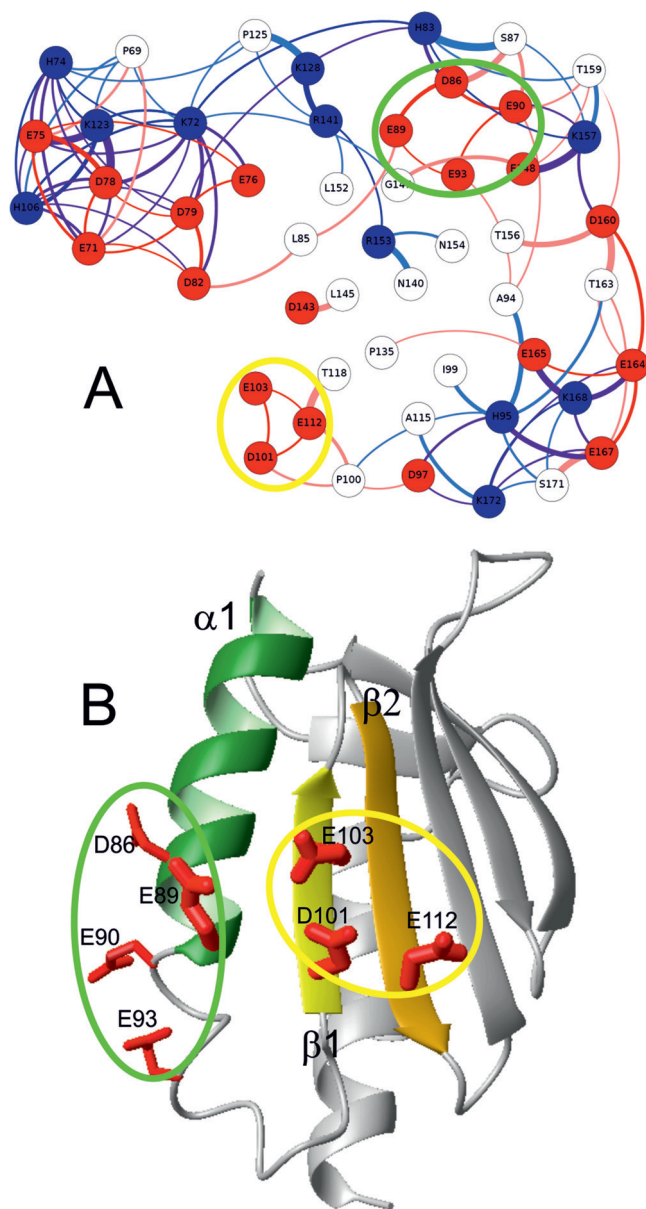 H83
P125
S87
P69
H74
K128
T159
D86
E90
K123
K72
R141
E75
E89
K157
D78
E93
E76
L152
H106
D79
D160
T156
E71
L85
R153
N154
D82
N140
T163
A94
L145
D143
P135
E165
E164
T118
I99
A
E103
K168
E112
A115
H95
D101
E167
P100
D97
S171
K172
α1
B
β2
D86
E103
E89
D101
E112
E90
E93
β1